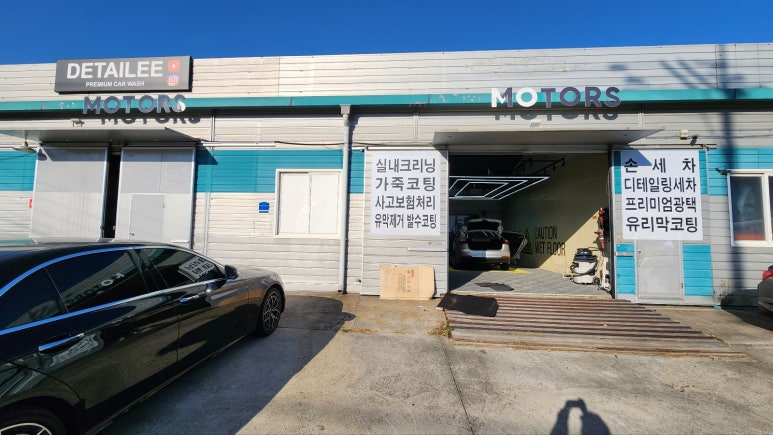 DETAILEE
PREMIUM CAR WASH
MOTORS
MOTORS
실내크리닝
가죽코팅
사고보험처리
유막제거 발수코팅
CAUTION
WET FLOOR
손세차
디테일링세차
프리미엄광택
유리막코팅